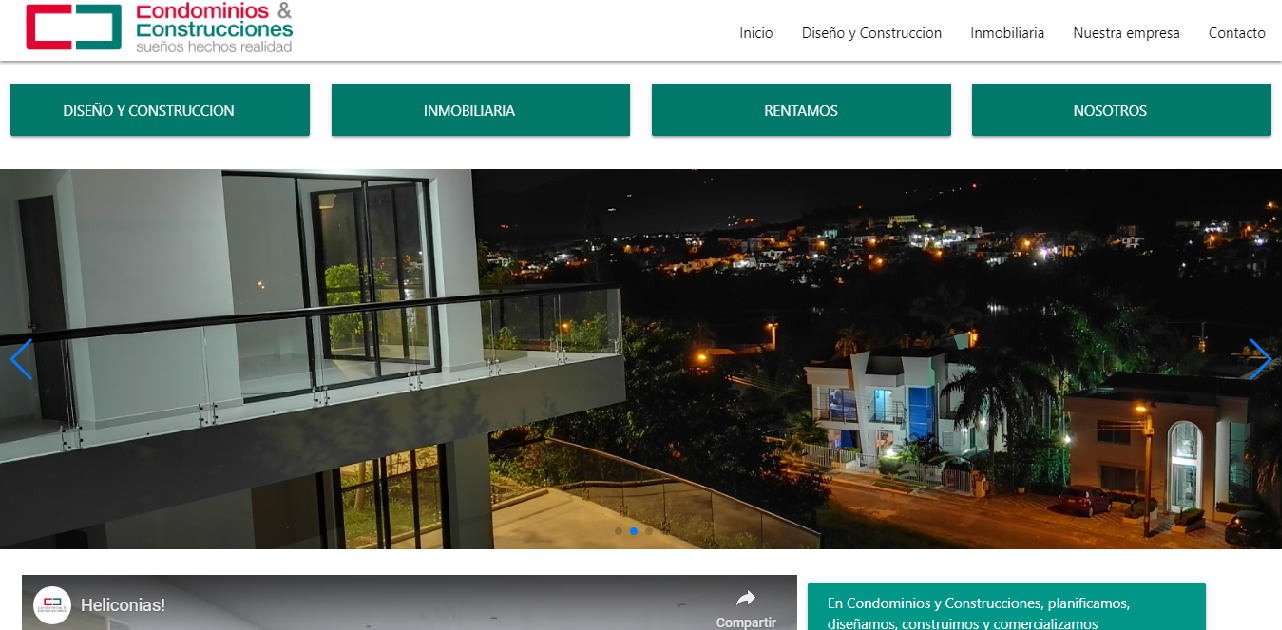 Condominios &
Construcciones
sueños hechos realidad
Inicio Diseño y Construccion Inmobiliaria Nuestra empresa Contacto
DISEÑO Y CONSTRUCCION INMOBILIARIA RENTAMOS NOSOTROS
Heliconias!
Compartir
En Condominios y Construcciones, planificamos,
diseñamos, construimos y comercializamos